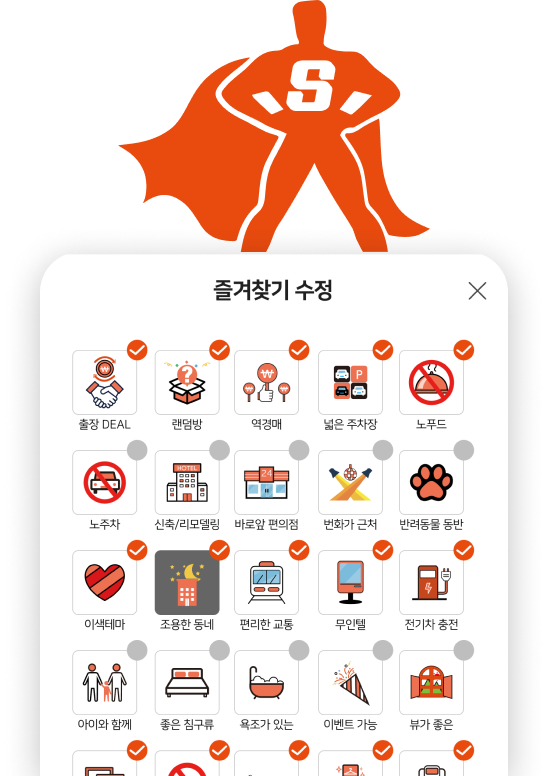 S
즐겨찾기 수정
출장 DEAL
랜덤방
역경매
P
넓은 주차장
노푸드
노주차
HOTEL
신축/리모델링
24
바로앞 편의점
번화가 근처
반려동물 동반
이색테마
조용한 동네
편리한 교통
무인텔
전기차 충전
아이와 함께
좋은 침구류
욕조가 있는
이벤트 가능
뷰가 좋은